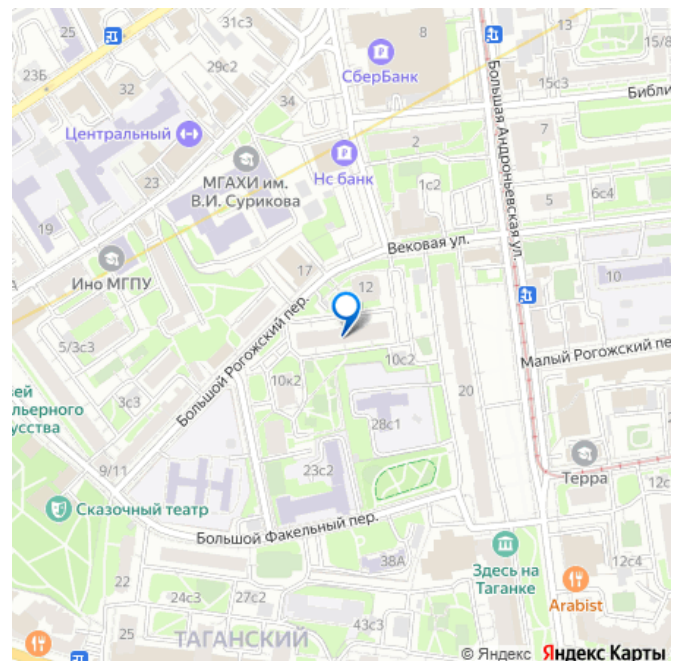 25
31с3
8
15/8
23Б
32
29с2
СберБанк
15с3
34
Библи
Центральный
7
2
МГАХИ им.
В.И. Сурикова
Нс банк
23
1с2
6с4
5
19
Большая Андроньевская ул.
Вековая ул.
Ино МГПУ
17
12
10
5/3с3
Большой Рогожский пер.
Малый Рогожский пе
10с2
10к2
3с3
20
28с1
9/11
23с2
Терра
12с
Сказочный театр
Большой Факельный пер.
38А
Здесь на
Таганке
12с4
22
24с3
27с2
Arabist
43с3
25
ТАГАНСКИЙ
© Яндекс Яндекс Карты